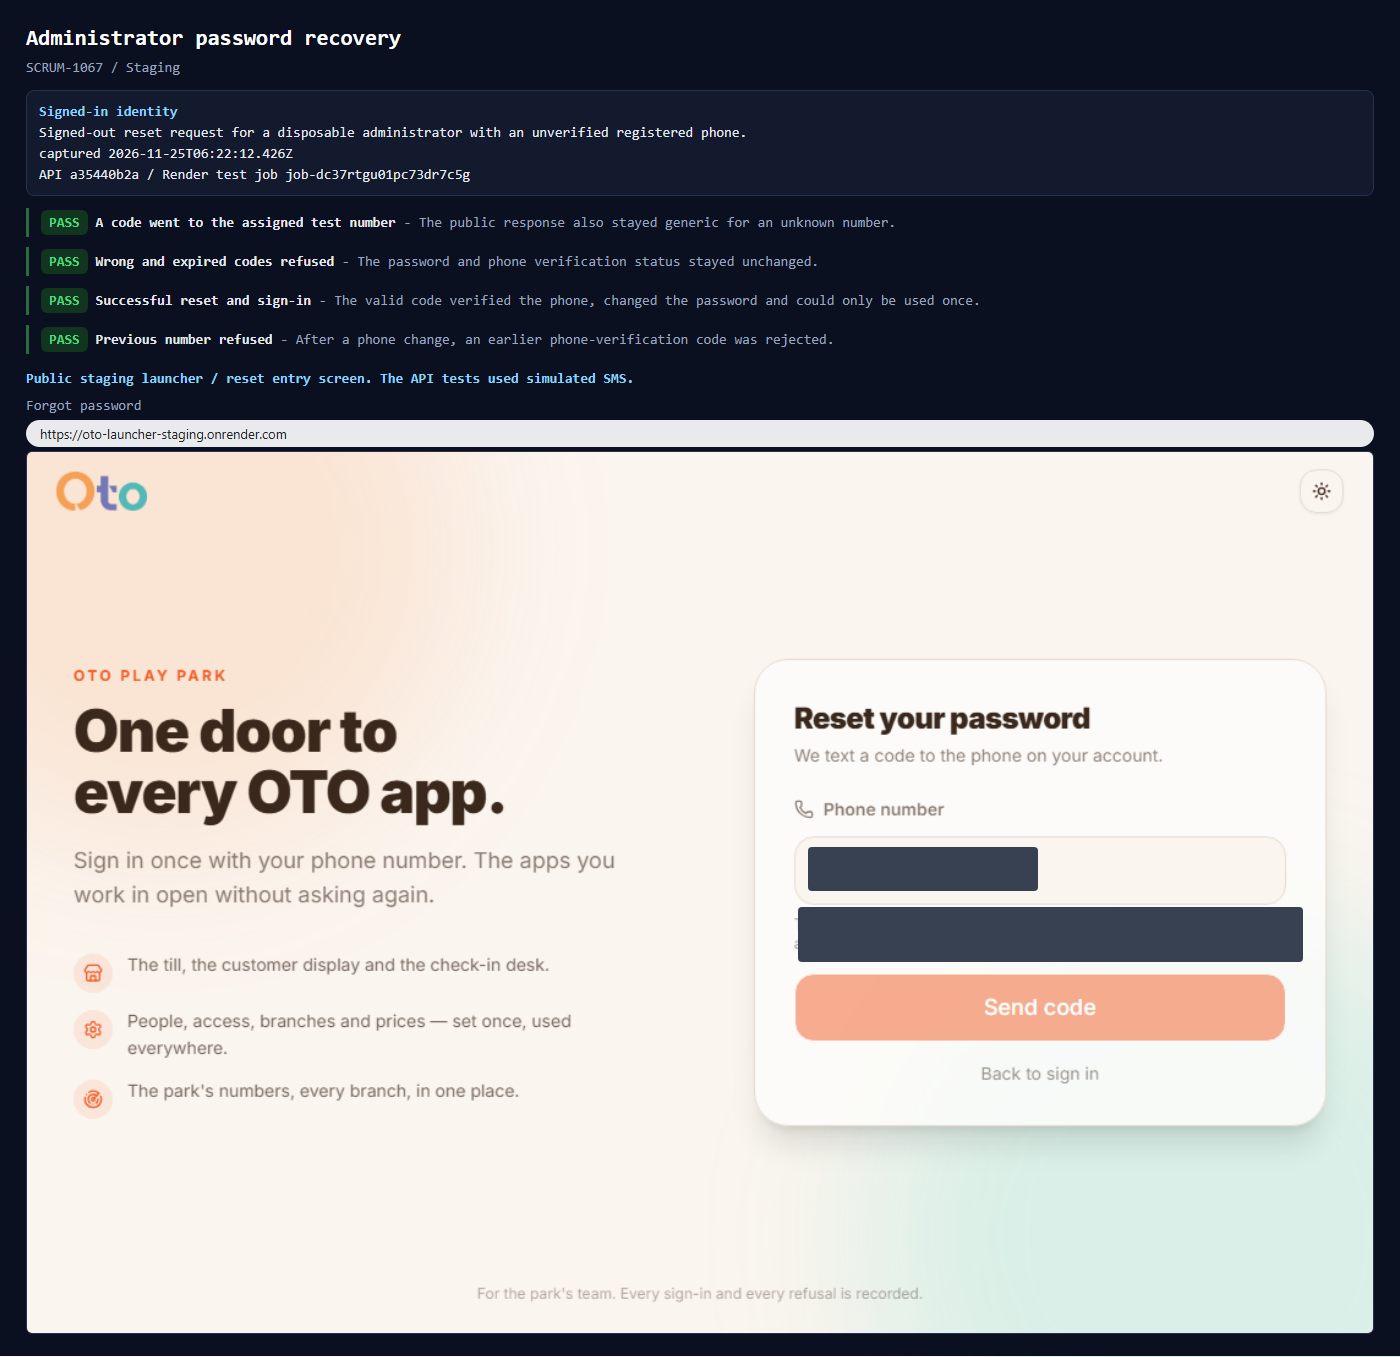 Administrator password recovery
SCRUM-1067 / Staging
Signed-in identity
Signed-out reset request for a disposable administrator with an unverified registered phone.
captured 2026-11-25T06:22:12.426Z
API a35440b2a / Render test job job-dc37rtgu01pc73dr7c5g
PASS A code went to the assigned test number - The public response also stayed generic for an unknown number.
PASS Wrong and expired codes refused - The password and phone verification status stayed unchanged.
PASS Successful reset and sign-in - The valid code verified the phone, changed the password and could only be used once.
PASS Previous number refused - After a phone change, an earlier phone-verification code was rejected.
Public staging launcher / reset entry screen. The API tests used simulated SMS.
Forgot password
https://oto-launcher-staging.onrender.com
Oto
OTO PLAY PARK
One door to
every OTO app.
Sign in once with your phone number. The apps you
work in open without asking again.
The till, the customer display and the check-in desk.
People, access, branches and prices — set once, used
everywhere.
The park's numbers, every branch, in one place.
Reset your password
We text a code to the phone on your account.
Phone number
Send code
Back to sign in
For the park's team. Every sign-in and every refusal is recorded.